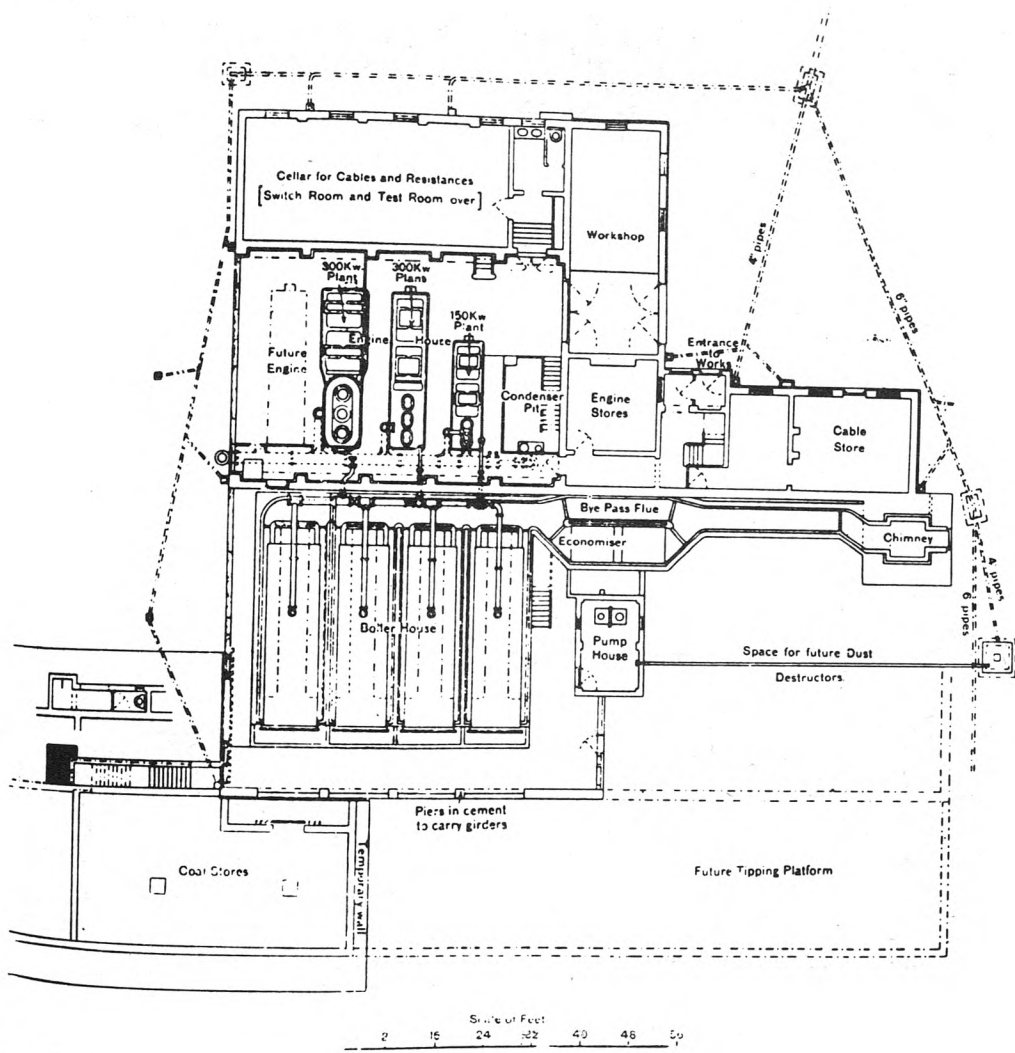 Cellar for Cables and Resistances
[Switch Room and Test Room over]
Workshop
300Kw.
Plant
300Kw
Plans
150Kw
Plant
Engine House
Future
Engine
Condenser
Pit
Engine
Stores
Entrance
to
Works
Cable
Store
4" pipes
6" pipes
Bye Pass Flue
Economiser
Chimney
4" pipes
6 pipes
Boiler House
Pump
House
Space for future Dust
Destructors.
Piers in cement
to carry girders
Coal Stores
Temporary wall
Future Tipping Platform
Scale of Feet
16 24 32 40 48